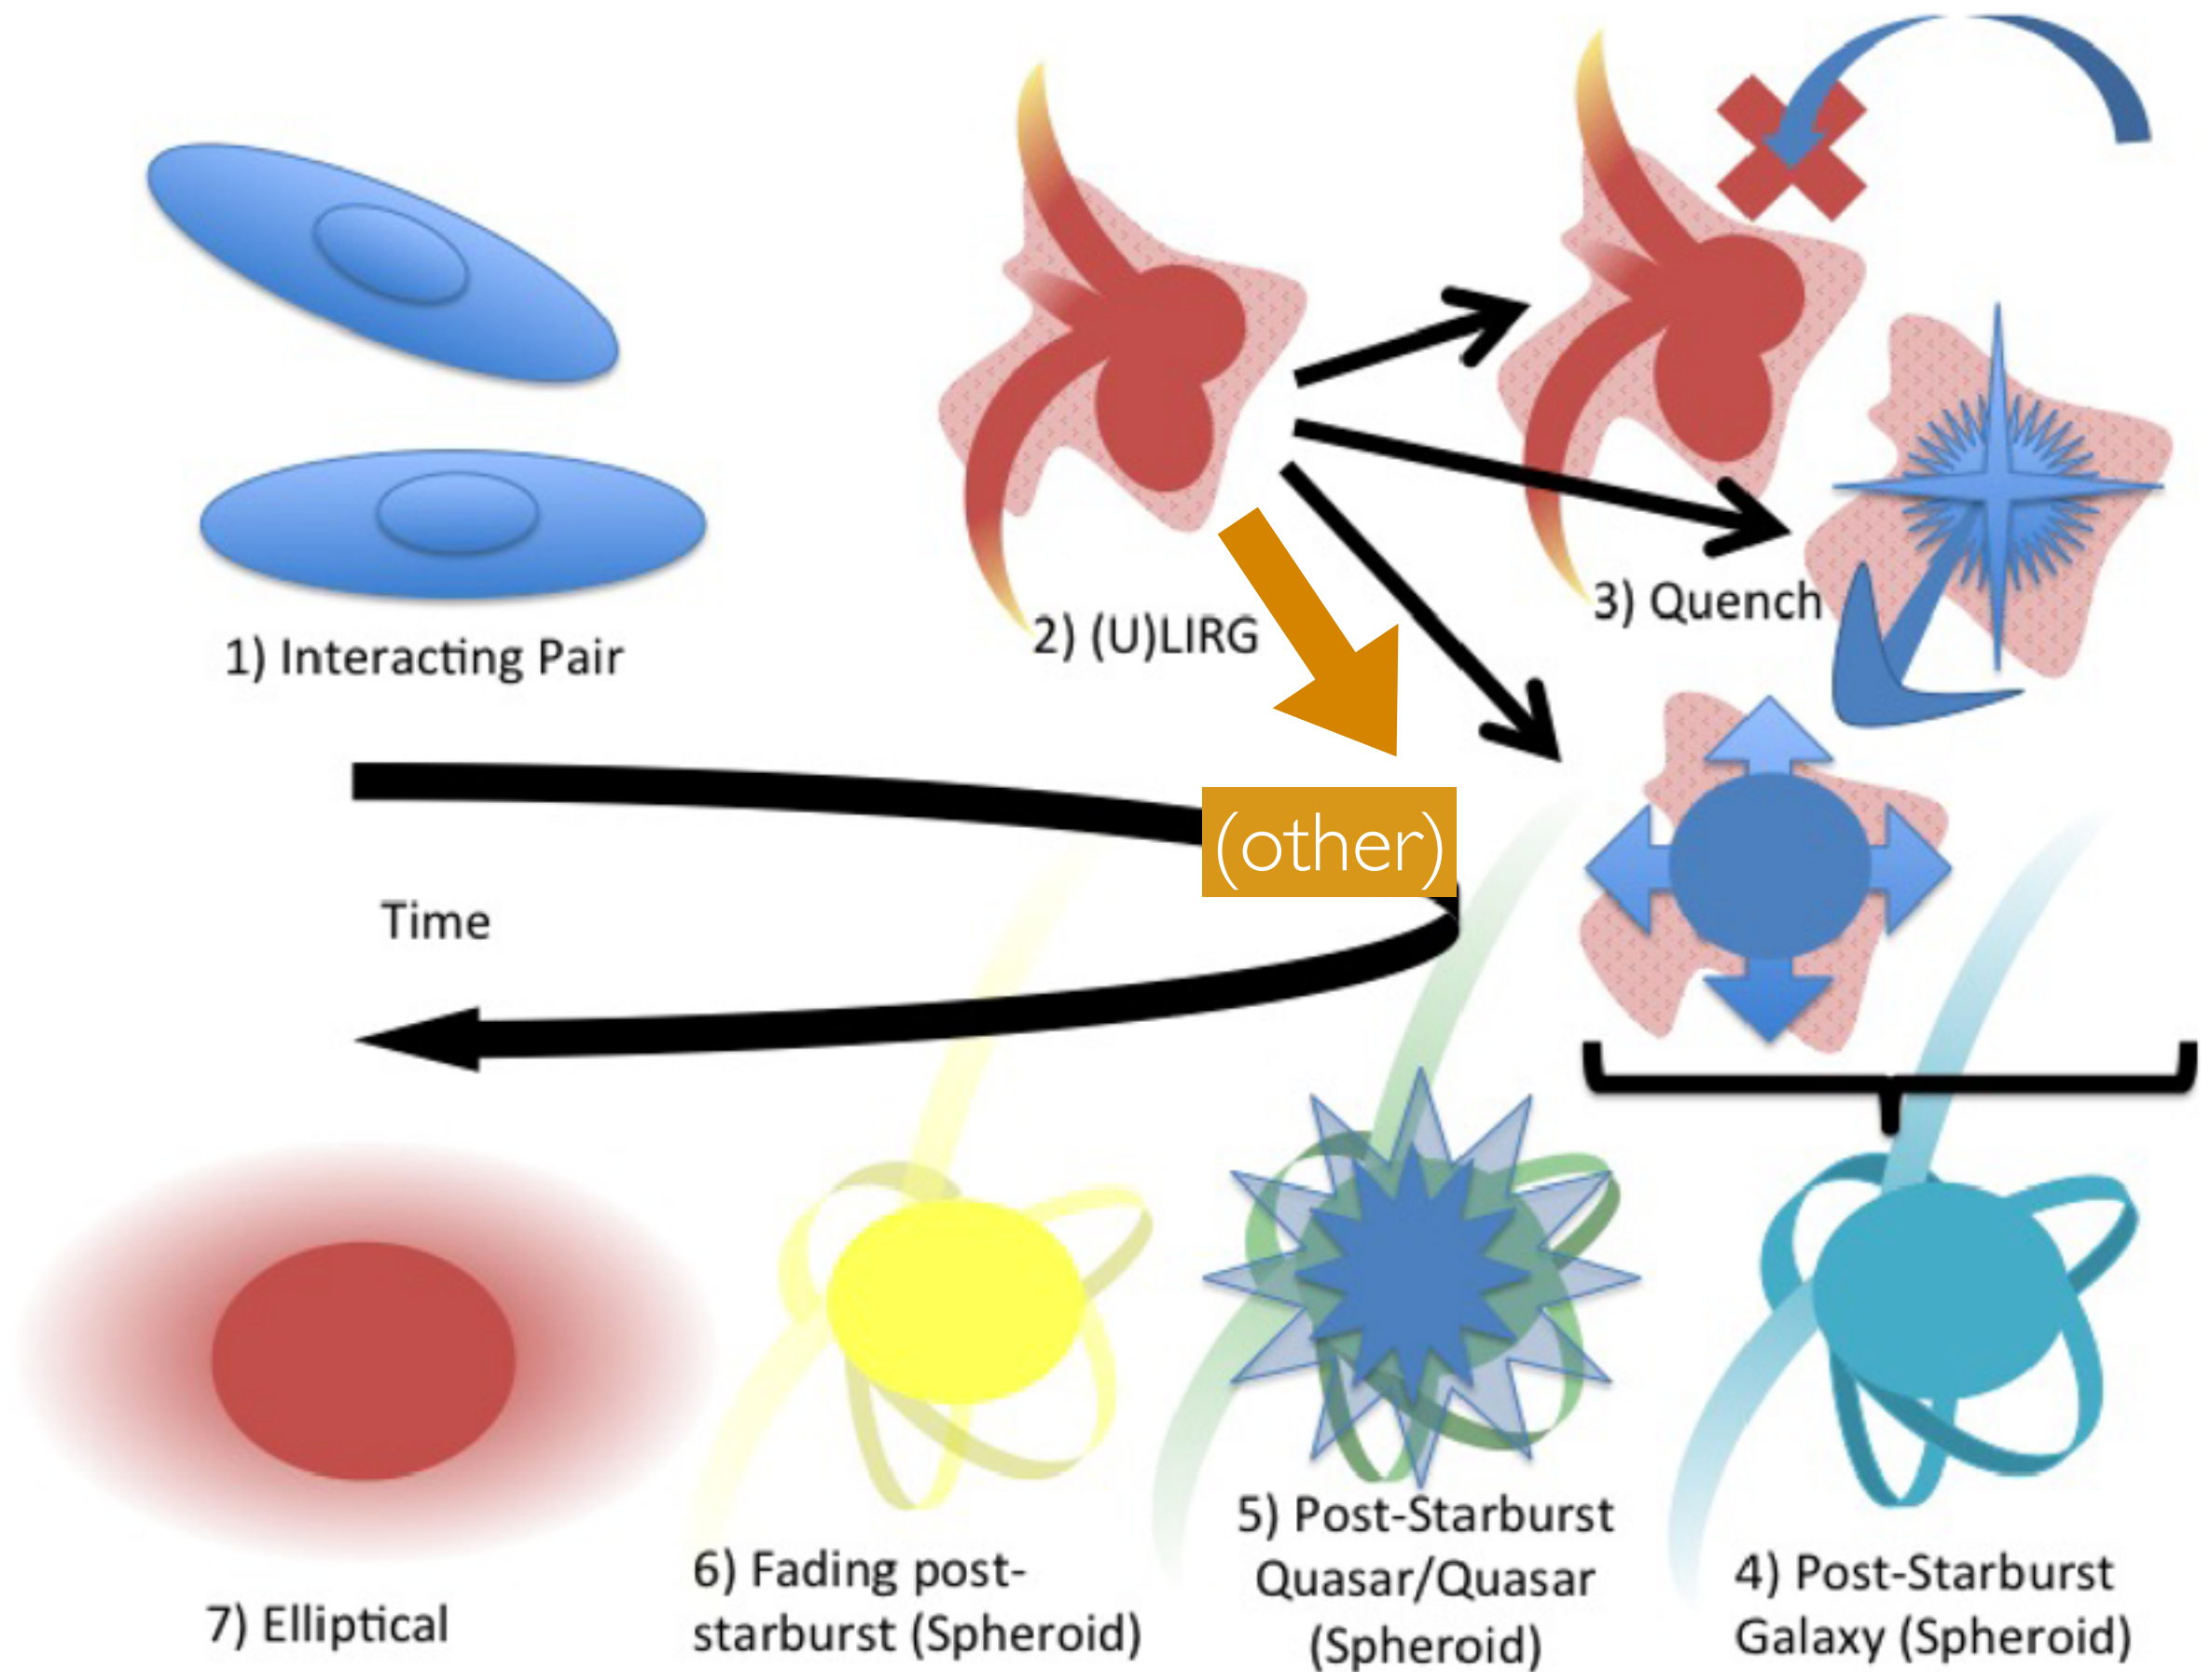 1) Interacting Pair
2) (U)LIRG
3) Quench
(other)
Time
4) Post-Starburst
Galaxy (Spheroid)
5) Post-Starburst
Quasar/Quasar
(Spheroid)
6) Fading post-
starburst (Spheroid)
7) Elliptical